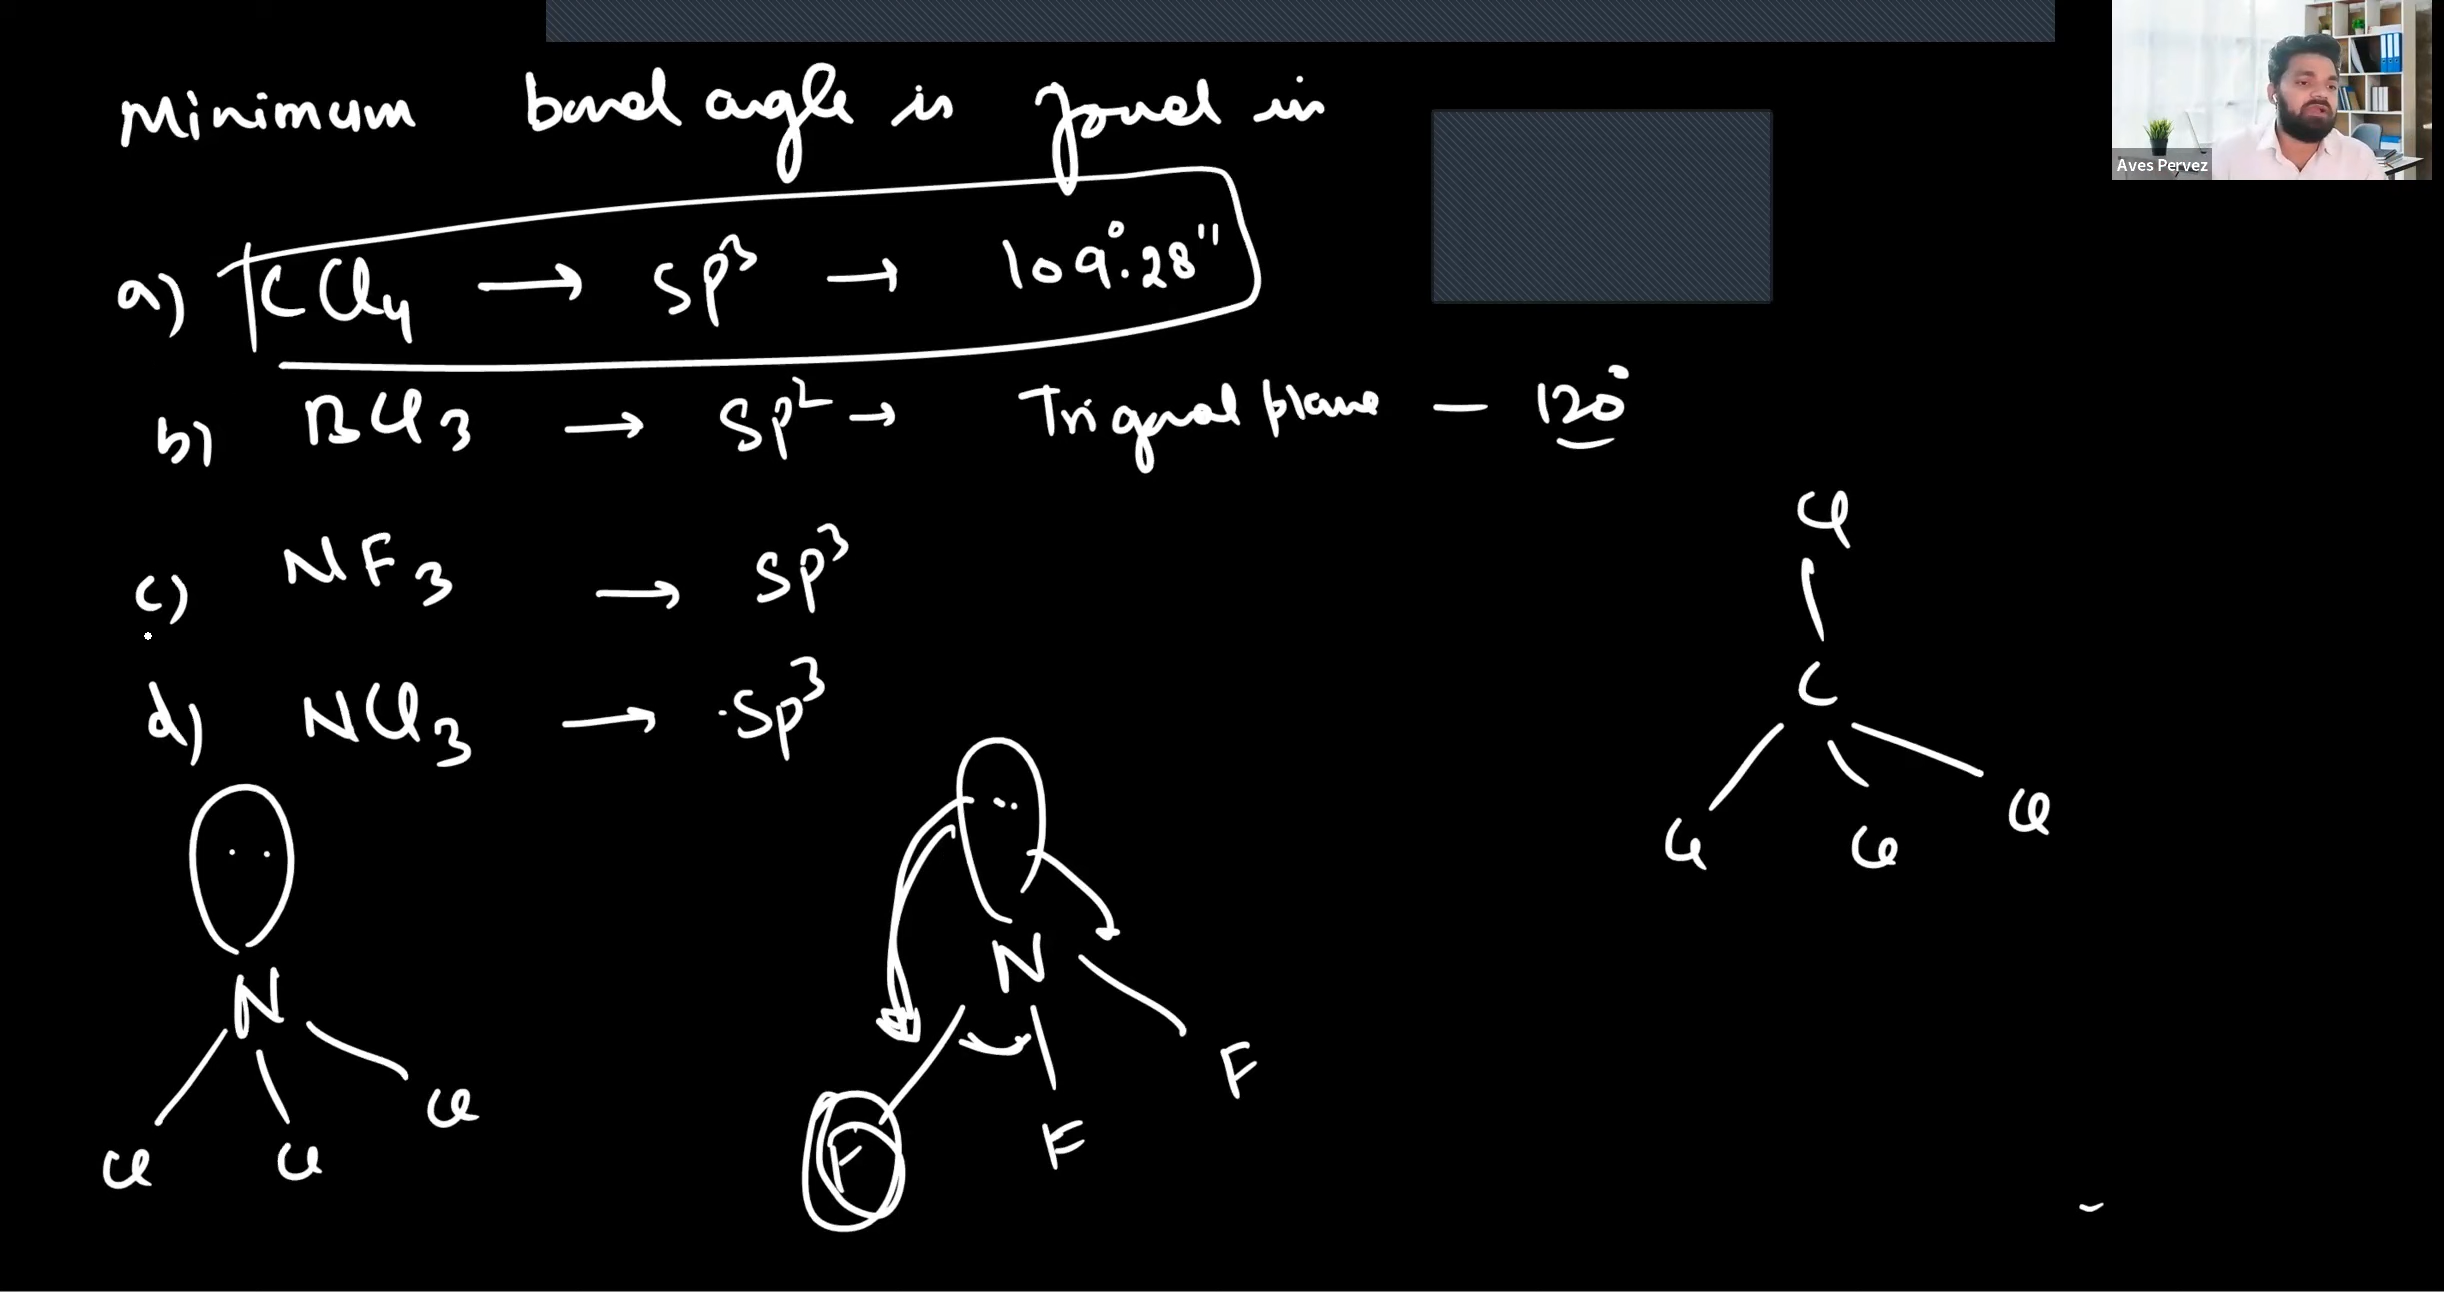 Minimum bond angle is found in
Aves Pervez
a) CCl4 → sp³ → 109°.28"
b) BCl3 → sp² → Trigonal plane — 120°
c) NF3 → sp³
d) NCl3 → sp³
Cl
C
Cl Cl Cl
N
Cl Cl Cl
N
F F F